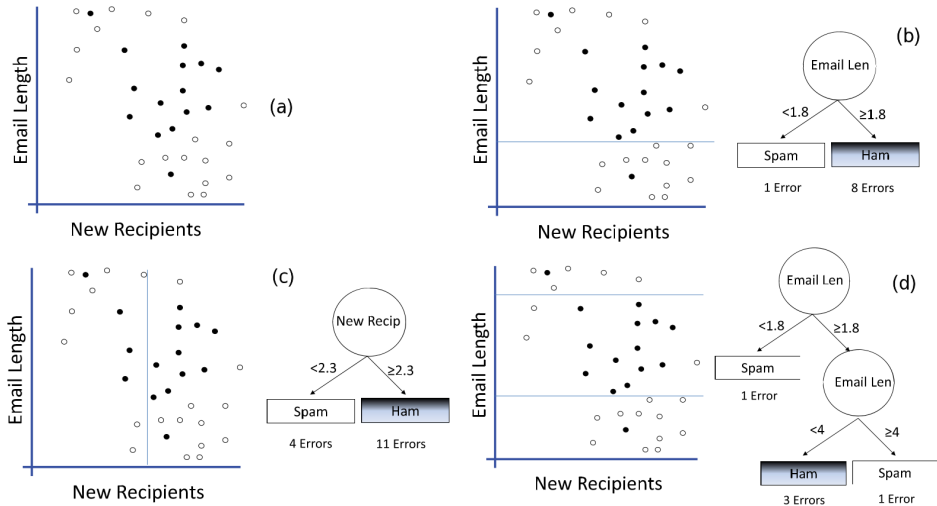 Email Length
(a)
New Recipients
Email Length
(b)
Email Len
<1.8
≥1.8
Spam
Ham
1 Error
8 Errors
New Recipients
Email Length
(c)
New Recip
<2.3
≥2.3
Spam
Ham
4 Errors
11 Errors
New Recipients
Email Length
(d)
Email Len
<1.8
≥1.8
Spam
Email Len
1 Error
<4
≥4
Ham
Spam
3 Errors
1 Error
New Recipients